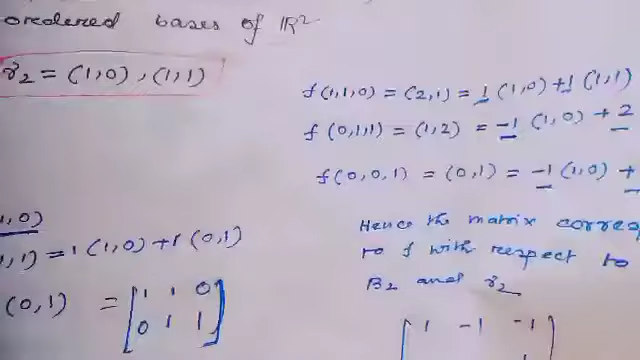 oredered bases of ℝ²
γ₂ = (1,0), (1,1)
f(1,1,0) = (2,1) = 1 (1,0) + 1 (1,1)
f(0,1,1) = (1,2) = -1 (1,0) + 2
f(0,0,1) = (0,1) = -1 (1,0) +
1,0)
1,1) = 1 (1,0) + 1 (0,1)
(0,1) = [1 1 0
0 1 1]
Hence the matrix
to f with respect to
B₂ and γ₂
[1 -1 -1]